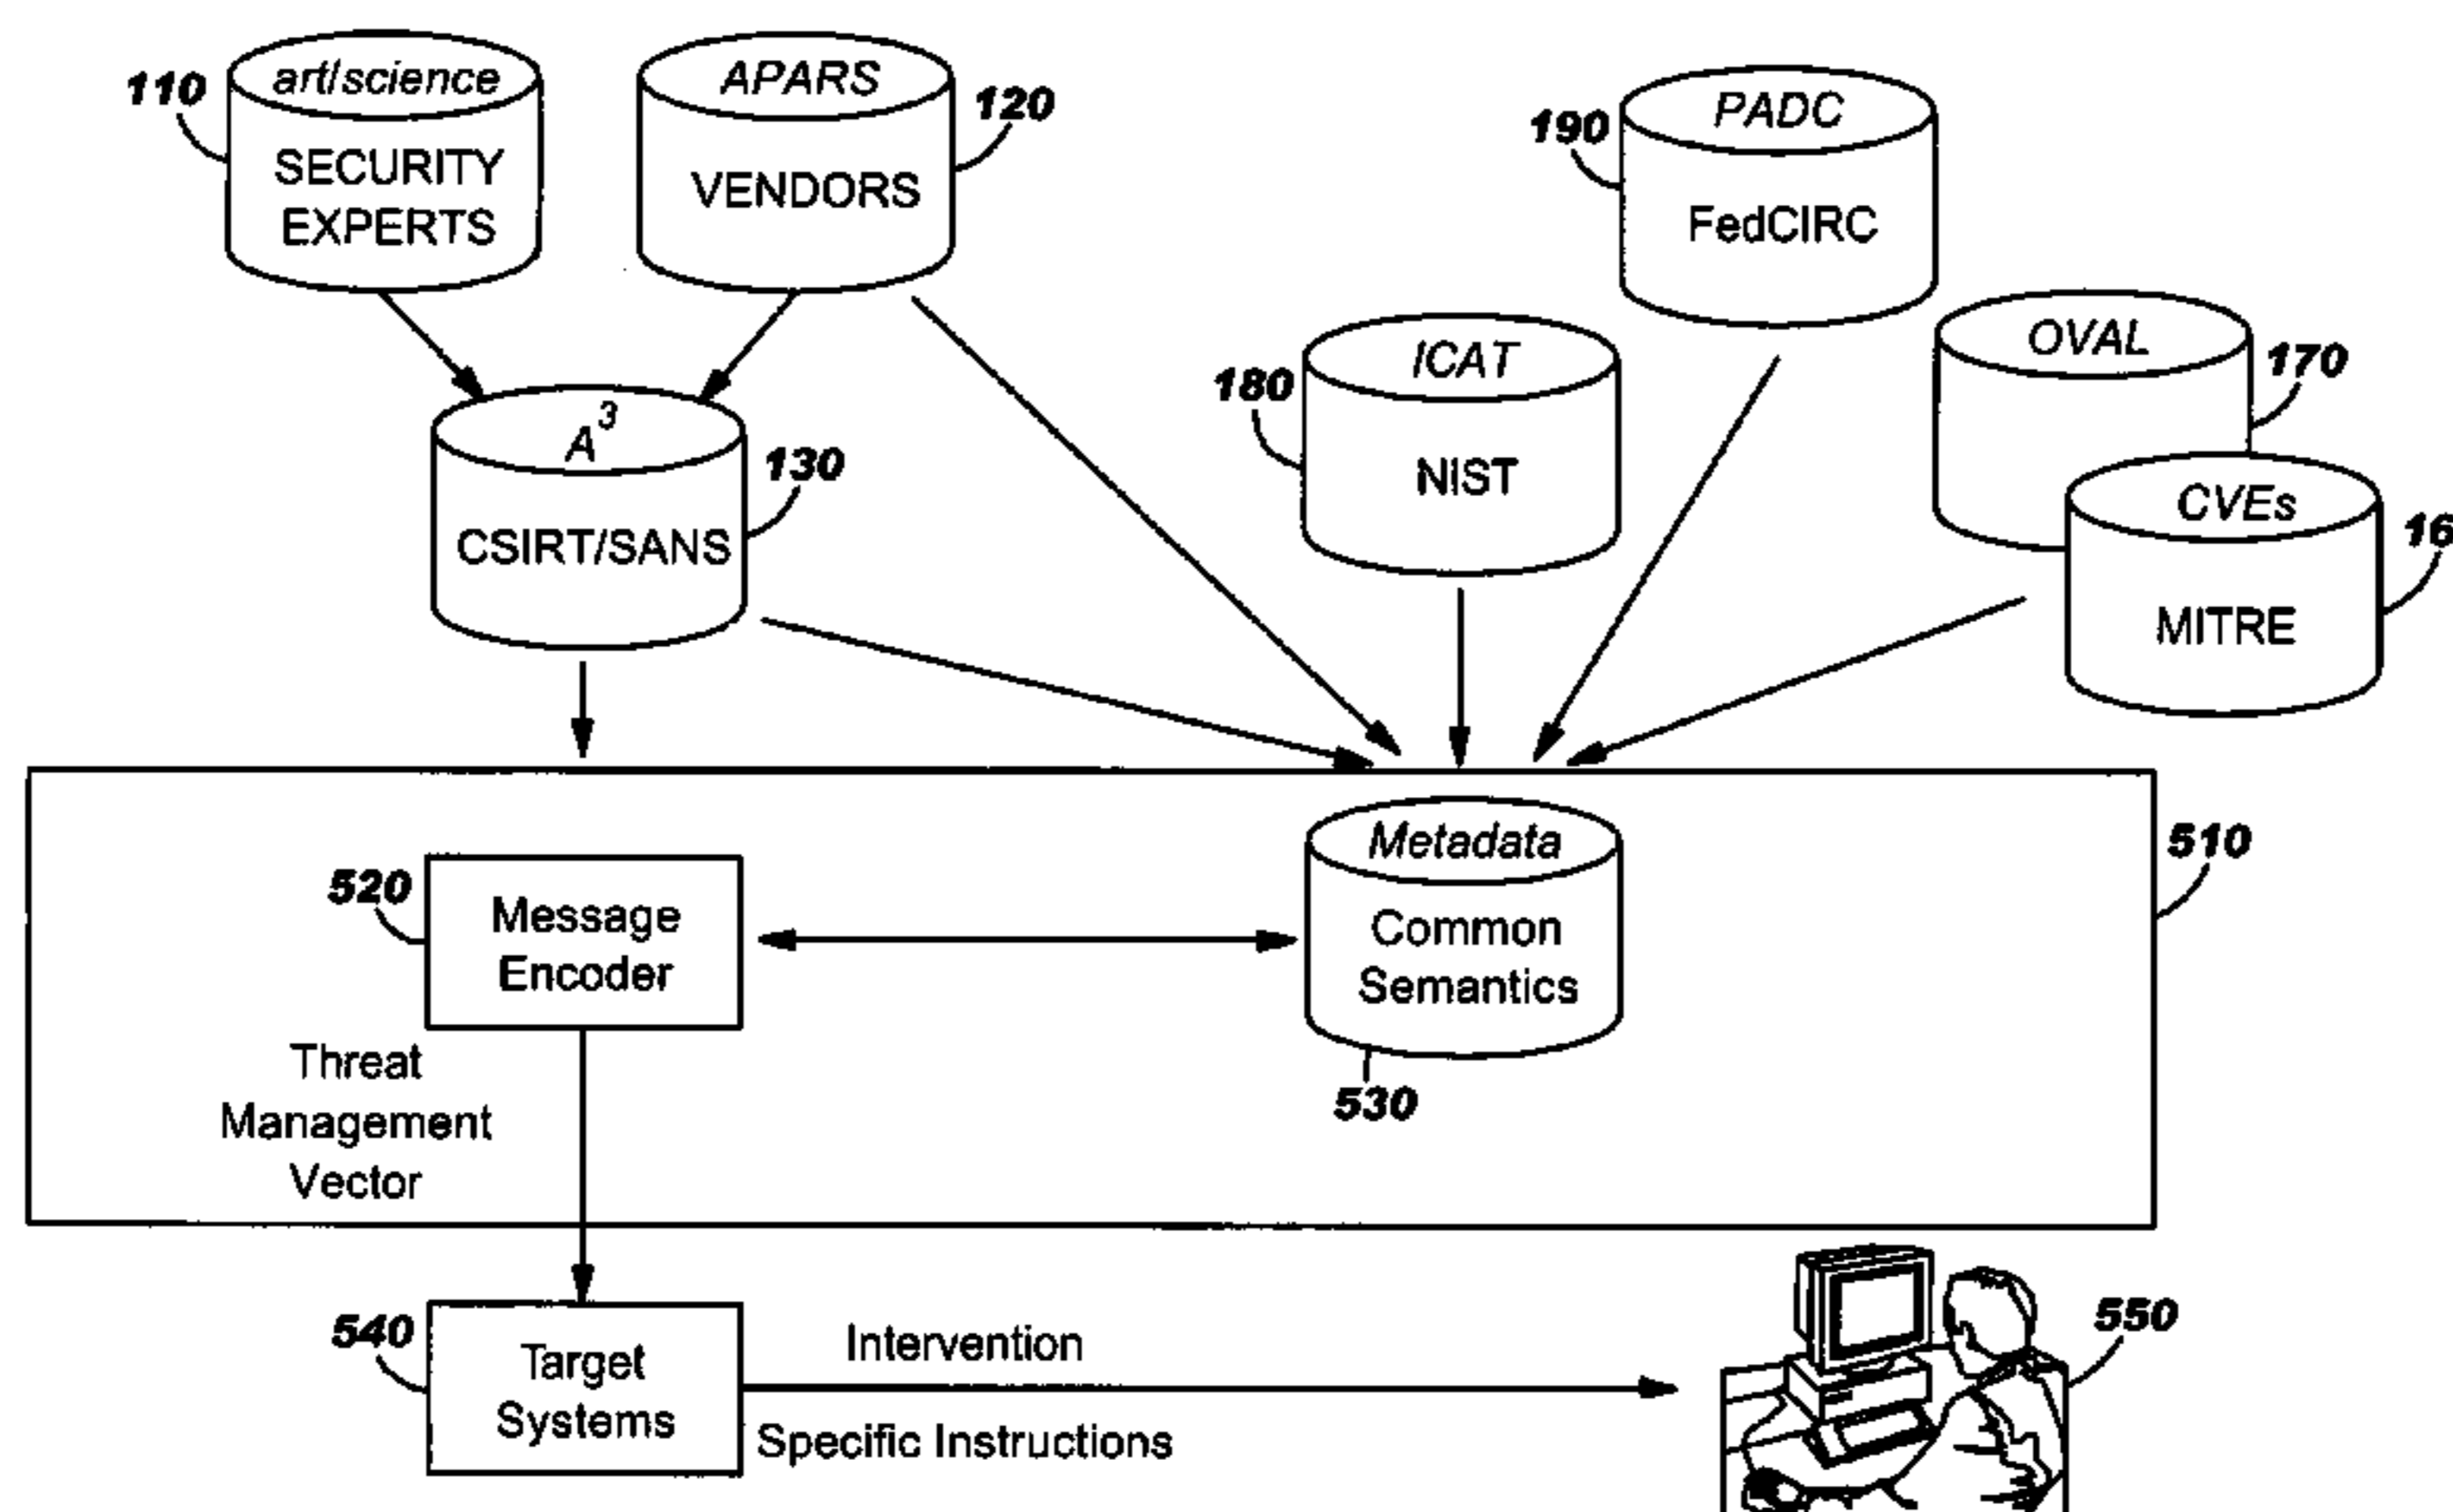 110
art/science
SECURITY
EXPERTS
APARS
VENDORS
120
190
PADC
FedCIRC
180
ICAT
NIST
OVAL
170
CVEs
MITRE
16
A³
CSIRT/SANS
130
510
520
Message
Encoder
Metadata
Common
Semantics
530
Threat
Management
Vector
540
Target
Systems
Intervention
Specific Instructions
550